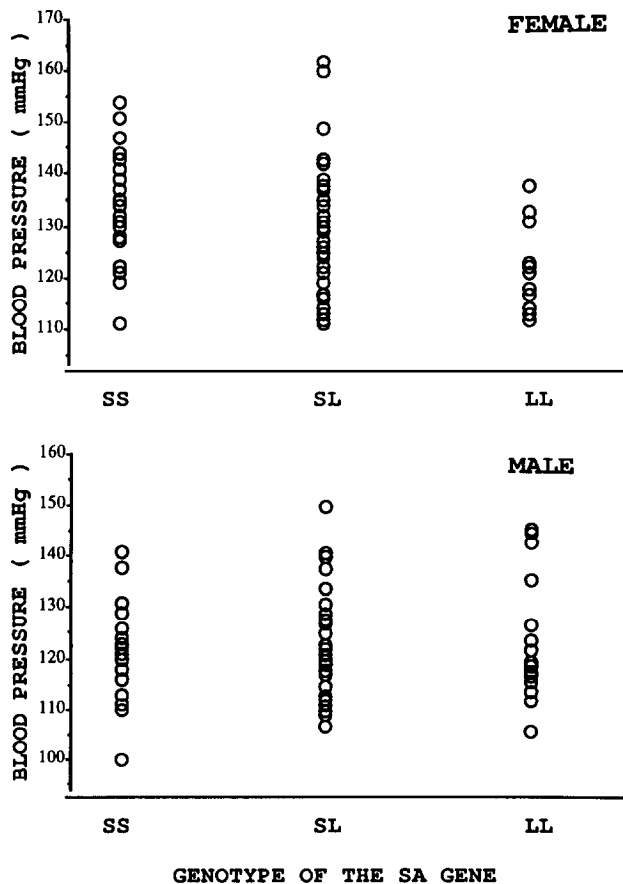 FEMALE
BLOOD PRESSURE ( mmHg )
170
160
150
140
130
120
110
SS SL LL
MALE
BLOOD PRESSURE ( mmHg )
160
150
140
130
120
110
100
SS SL LL
GENOTYPE OF THE SA GENE